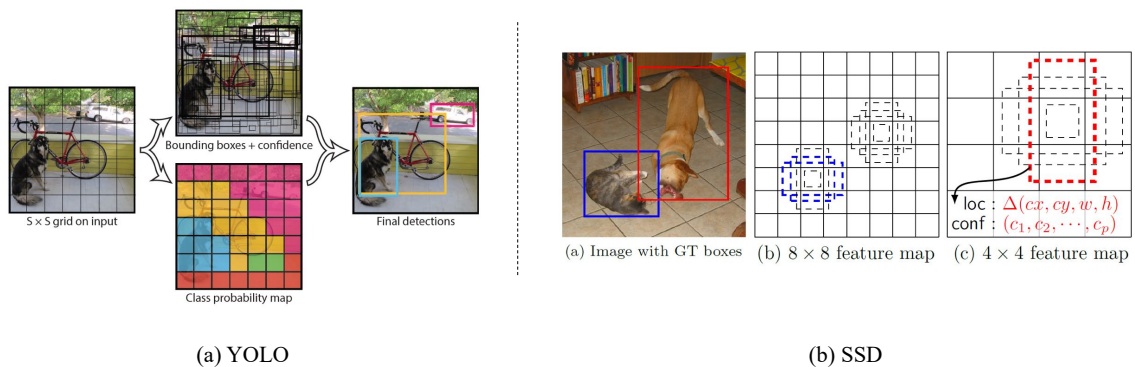 Bounding boxes + confidence
S × S grid on input
Final detections
Class probability map
(a) YOLO
loc : Δ(cx, cy, w, h)
conf : (c₁, c₂, ⋯, cₚ)
(a) Image with GT boxes
(b) 8 × 8 feature map
(c) 4 × 4 feature map
(b) SSD